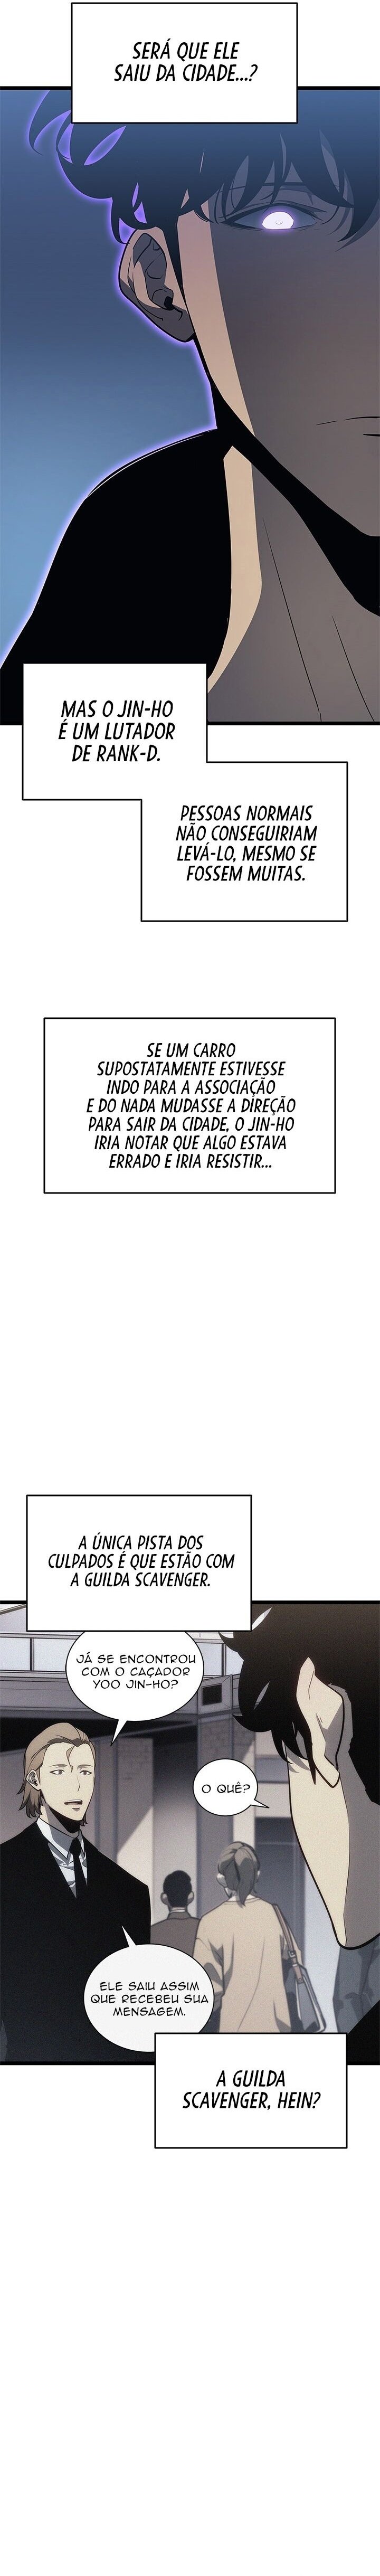 SERÁ QUE ELE
SAIU DA CIDADE...?
MAS O JIN-HO
É UM LUTADOR
DE RANK-D.
PESSOAS NORMAIS
NÃO CONSEGUIRIAM
LEVÁ-LO, MESMO SE
FOSSEM MUITAS.
SE UM CARRO
SUPOSTATAMENTE ESTIVESSE
INDO PARA A ASSOCIAÇÃO
E DO NADA MUDASSE A DIREÇÃO
PARA SAIR DA CIDADE, O JIN-HO
IRIA NOTAR QUE ALGO ESTAVA
ERRADO E IRIA RESISTIR...
A ÚNICA PISTA DOS
CULPADOS É QUE ESTÃO COM
A GUILDA SCAVENGER.
JÁ SE ENCONTROU
COM O CAÇADOR
YOO JIN-HO?
O QUÊ?
ELE SAIU ASSIM
QUE RECEBEU SUA
MENSAGEM.
A GUILDA
SCAVENGER, HEIN?